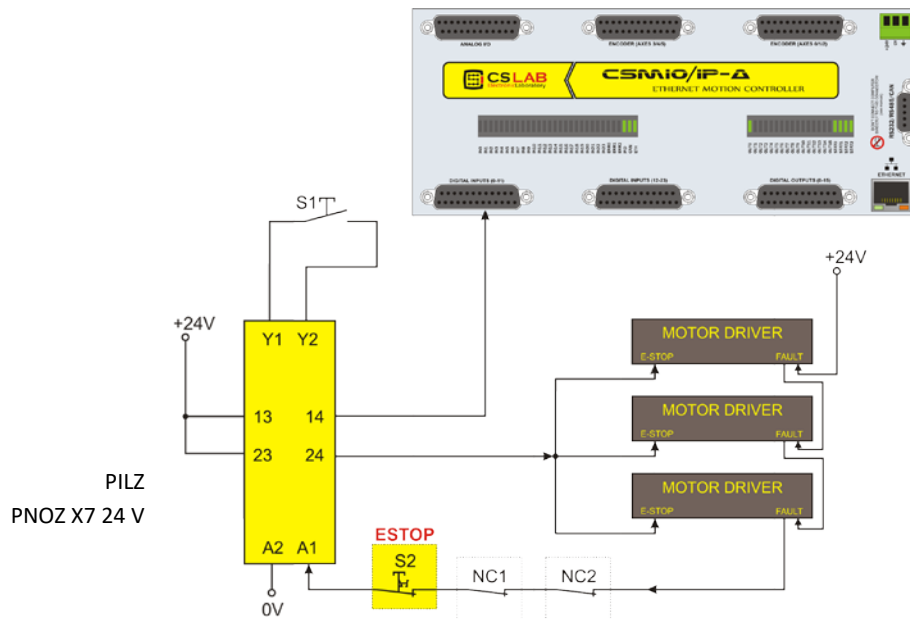 ANALOG I/O
ENCODER (AXES 3/4/5)
ENCODER (AXES 0/1/2)
CSLAB
CSMIO/IP-A
ETHERNET MOTION CONTROLLER
RS232/RS485/CAN
ETHERNET
DIGITAL INPUTS (0-11)
DIGITAL INPUTS (12-23)
DIGITAL OUTPUTS (0-15)
S1
+24V
+24V
Y1 Y2
MOTOR DRIVER
E-STOP FAULT
13 14
MOTOR DRIVER
E-STOP FAULT
23 24
PILZ
PNOZ X7 24 V
MOTOR DRIVER
E-STOP FAULT
ESTOP
A2 A1
S2
NC1
NC2
0V